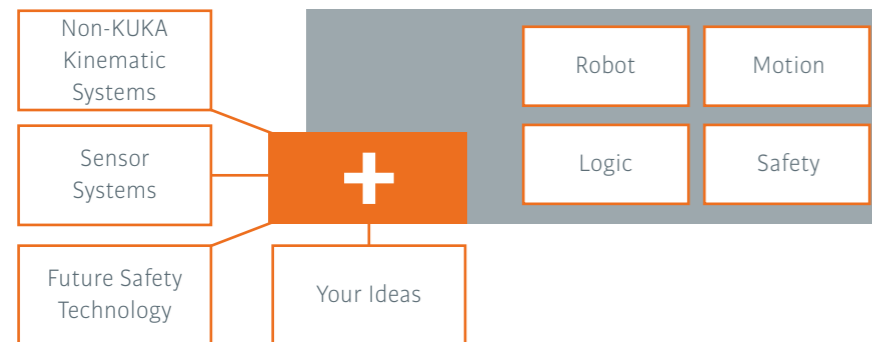 Non-KUKA
Kinematic
Systems
Robot
Motion
Sensor
Systems
+
Logic
Safety
Future Safety
Technology
Your Ideas